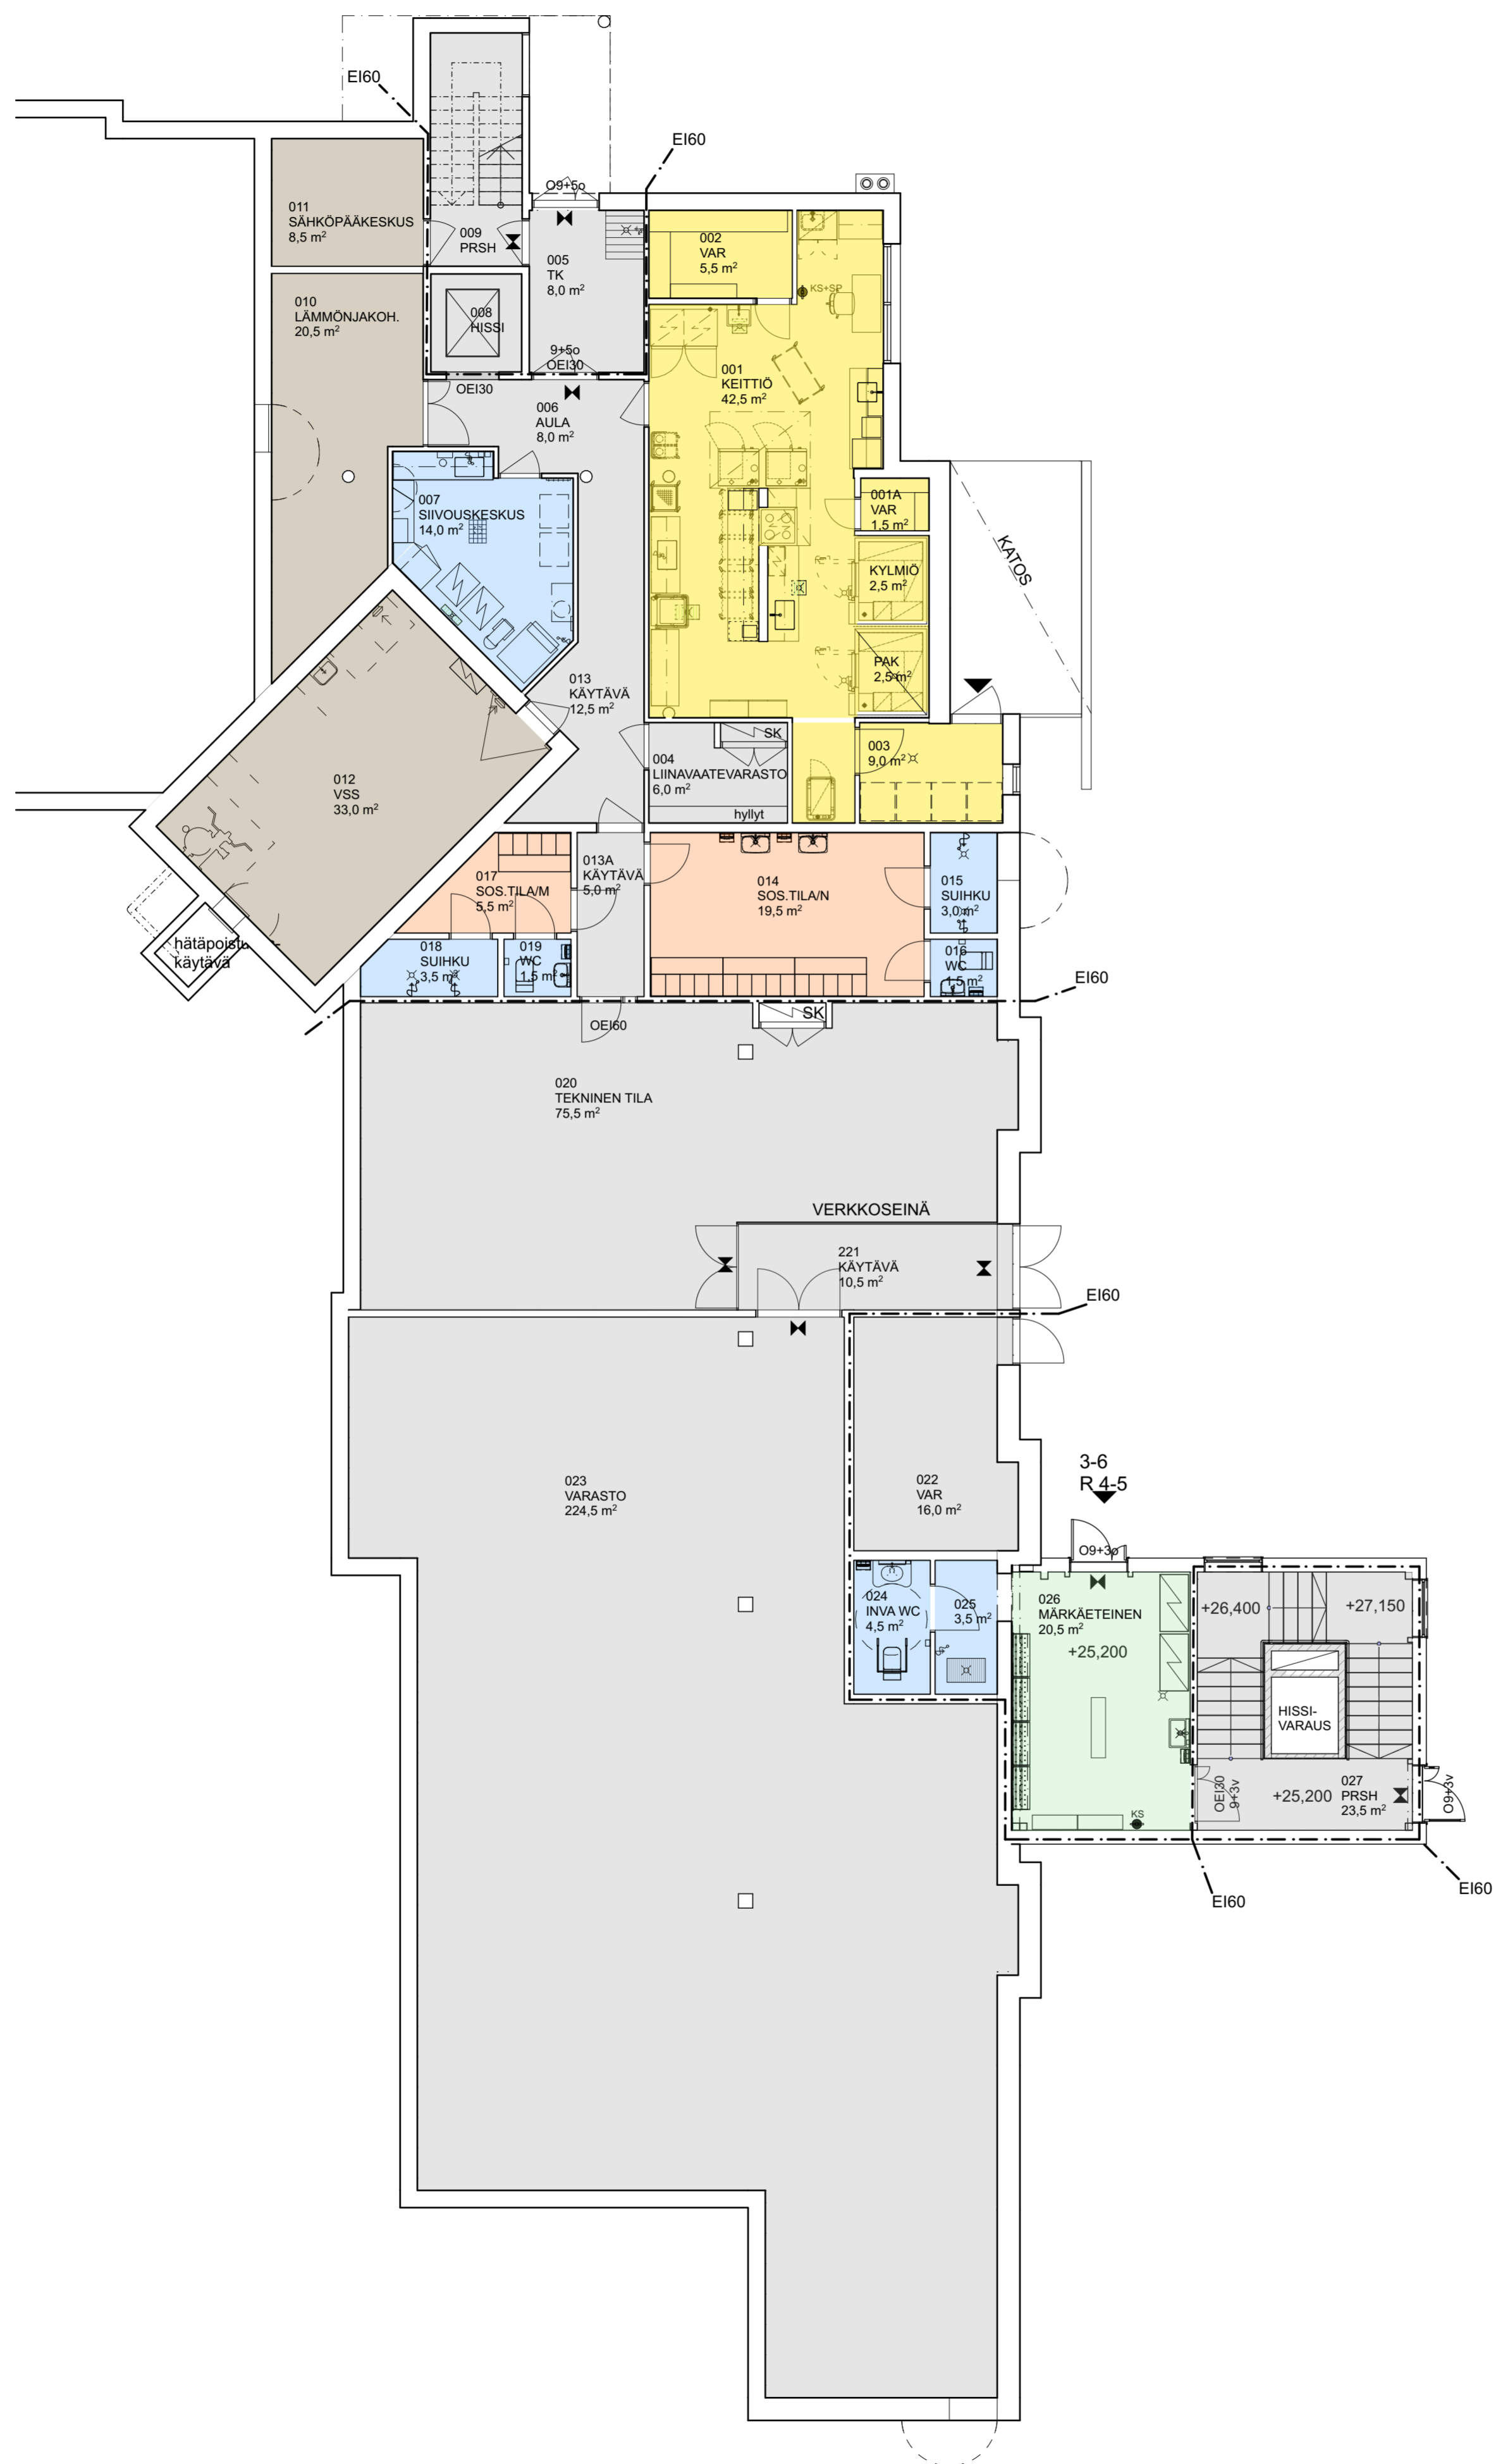 EI60
EI60
O9+5o
011
SÄHKÖPÄÄKESKUS
8,5 m²
009
PRSH
005
TK
8,0 m²
002
VAR
5,5 m²
KS+SP
010
LÄMMÖNJAKOH.
20,5 m²
008
HISSI
9+5o
OEI30
OEI30
001
KEITTIÖ
42,5 m²
006
AULA
8,0 m²
007
SIIVOUSKESKUS
14,0 m²
001A
VAR
1,5 m²
KATOS
KYLMIÖ
2,5 m²
PAK
2,5 m²
013
KÄYTÄVÄ
12,5 m²
SK
003
9,0 m²
004
LIINAVAATEVARASTO
6,0 m²
hyllyt
012
VSS
33,0 m²
017
SOS.TILA/M
5,5 m²
013A
KÄYTÄVÄ
5,0 m²
014
SOS.TILA/N
19,5 m²
015
SUIHKU
3,0 m²
hätäpoistu
käytävä
018
SUIHKU
3,5 m²
019
WC
1,5 m²
016
WC
1,5 m²
EI60
SK
OEI60
020
TEKNINEN TILA
75,5 m²
VERKKOSEINÄ
221
KÄYTÄVÄ
10,5 m²
EI60
3-6
R 4-5
023
VARASTO
224,5 m²
022
VAR
16,0 m²
O9+3o
024
INVA WC
4,5 m²
025
3,5 m²
026
MÄRKÄETEINEN
20,5 m²
+25,200
+26,400
+27,150
HISSI-
VARAUS
OEI30
9+3v
+25,200
027
PRSH
23,5 m²
O9+3v
KS
EI60
EI60